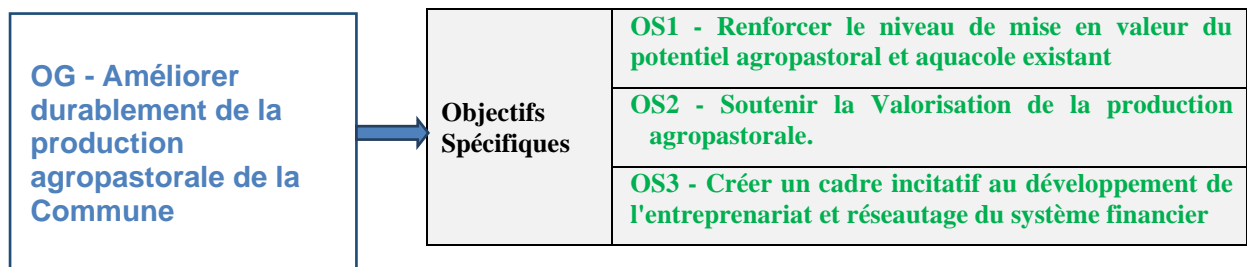 OG - Améliorer
durablement de la
production
agropastorale de la
Commune
Objectifs
Spécifiques
OS1 - Renforcer le niveau de mise en valeur du
potentiel agropastoral et aquacole existant
OS2 - Soutenir la Valorisation de la production
agropastorale.
OS3 - Créer un cadre incitatif au développement de
l'entreprenariat et réseautage du système financier